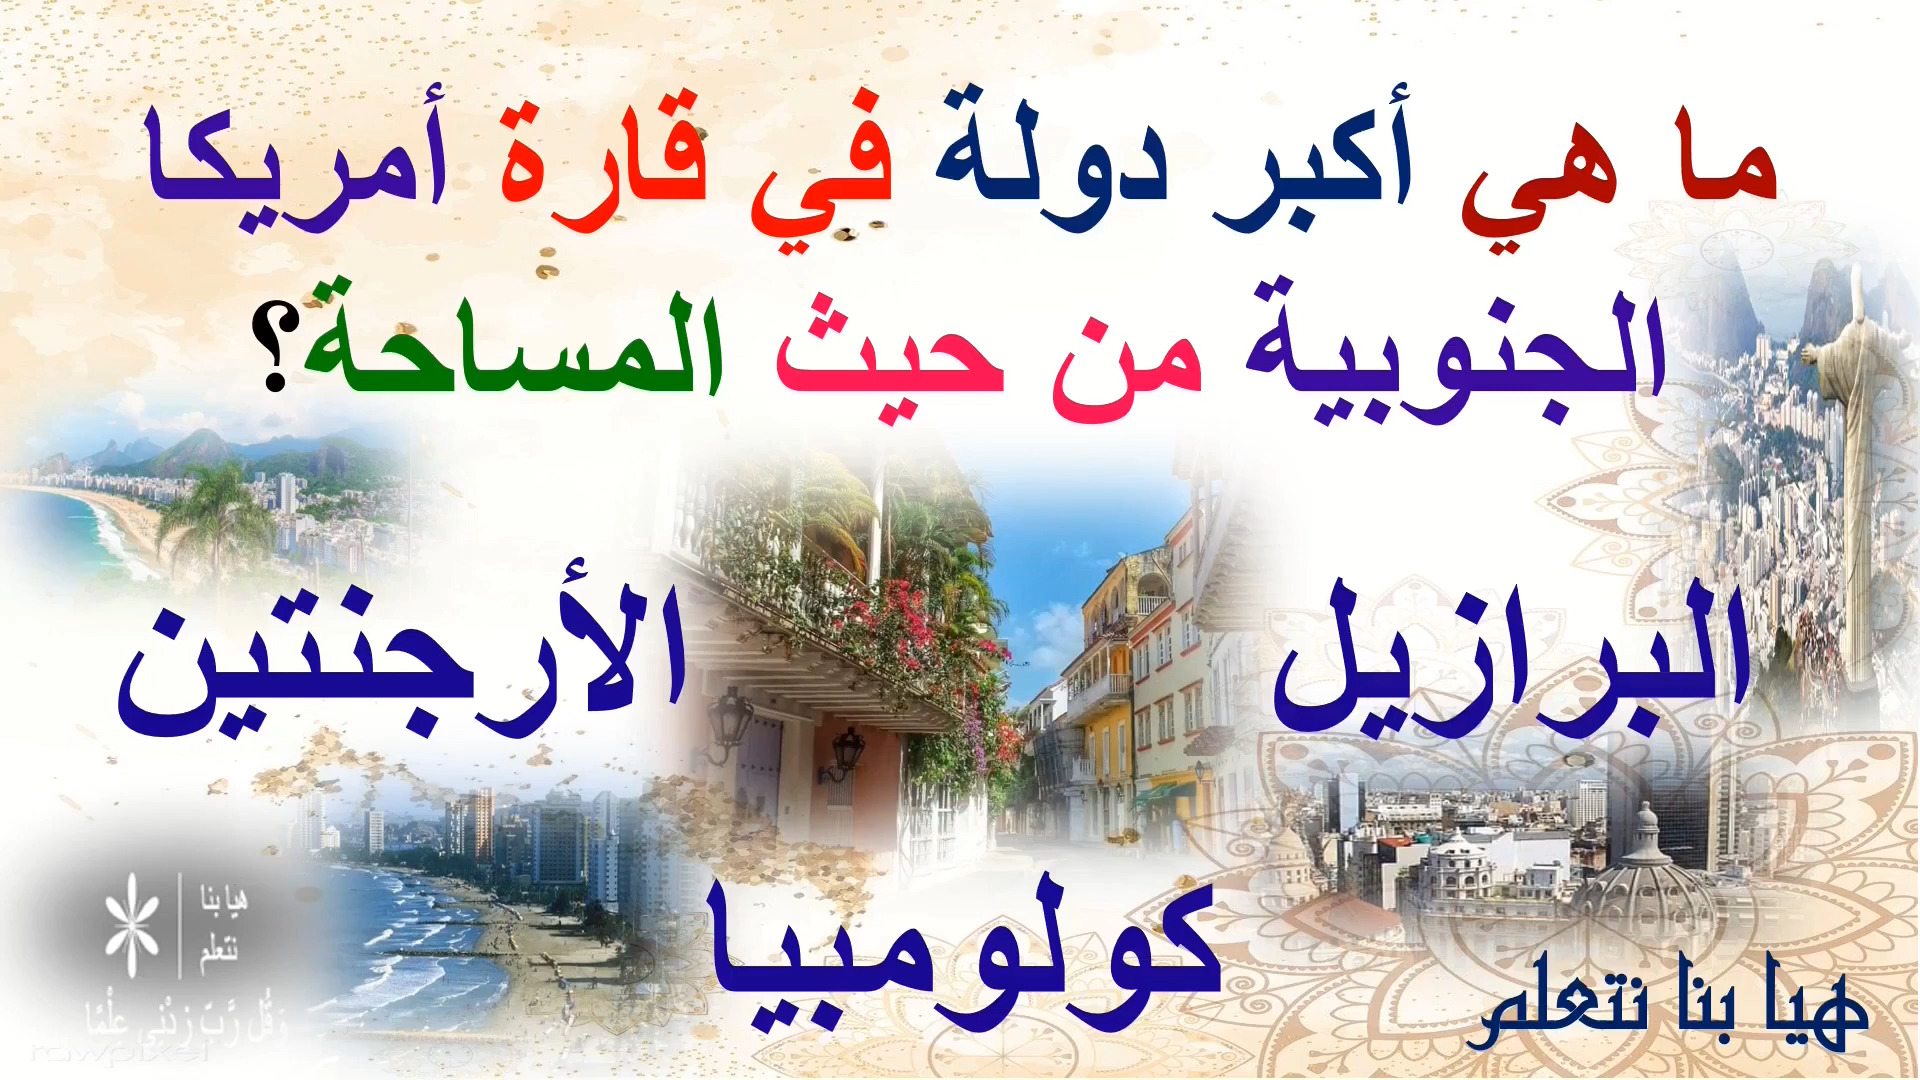 ما هي أكبر دولة في قارة أمريكا
الجنوبية من حيث المساحة؟
البرازيل
الأرجنتين
كولومبيا
هيا بنا نتعلم
هيا بنا
نتعلم
وَقُل رَّبِّ زِدْنِي عِلْمًا
rawpixel